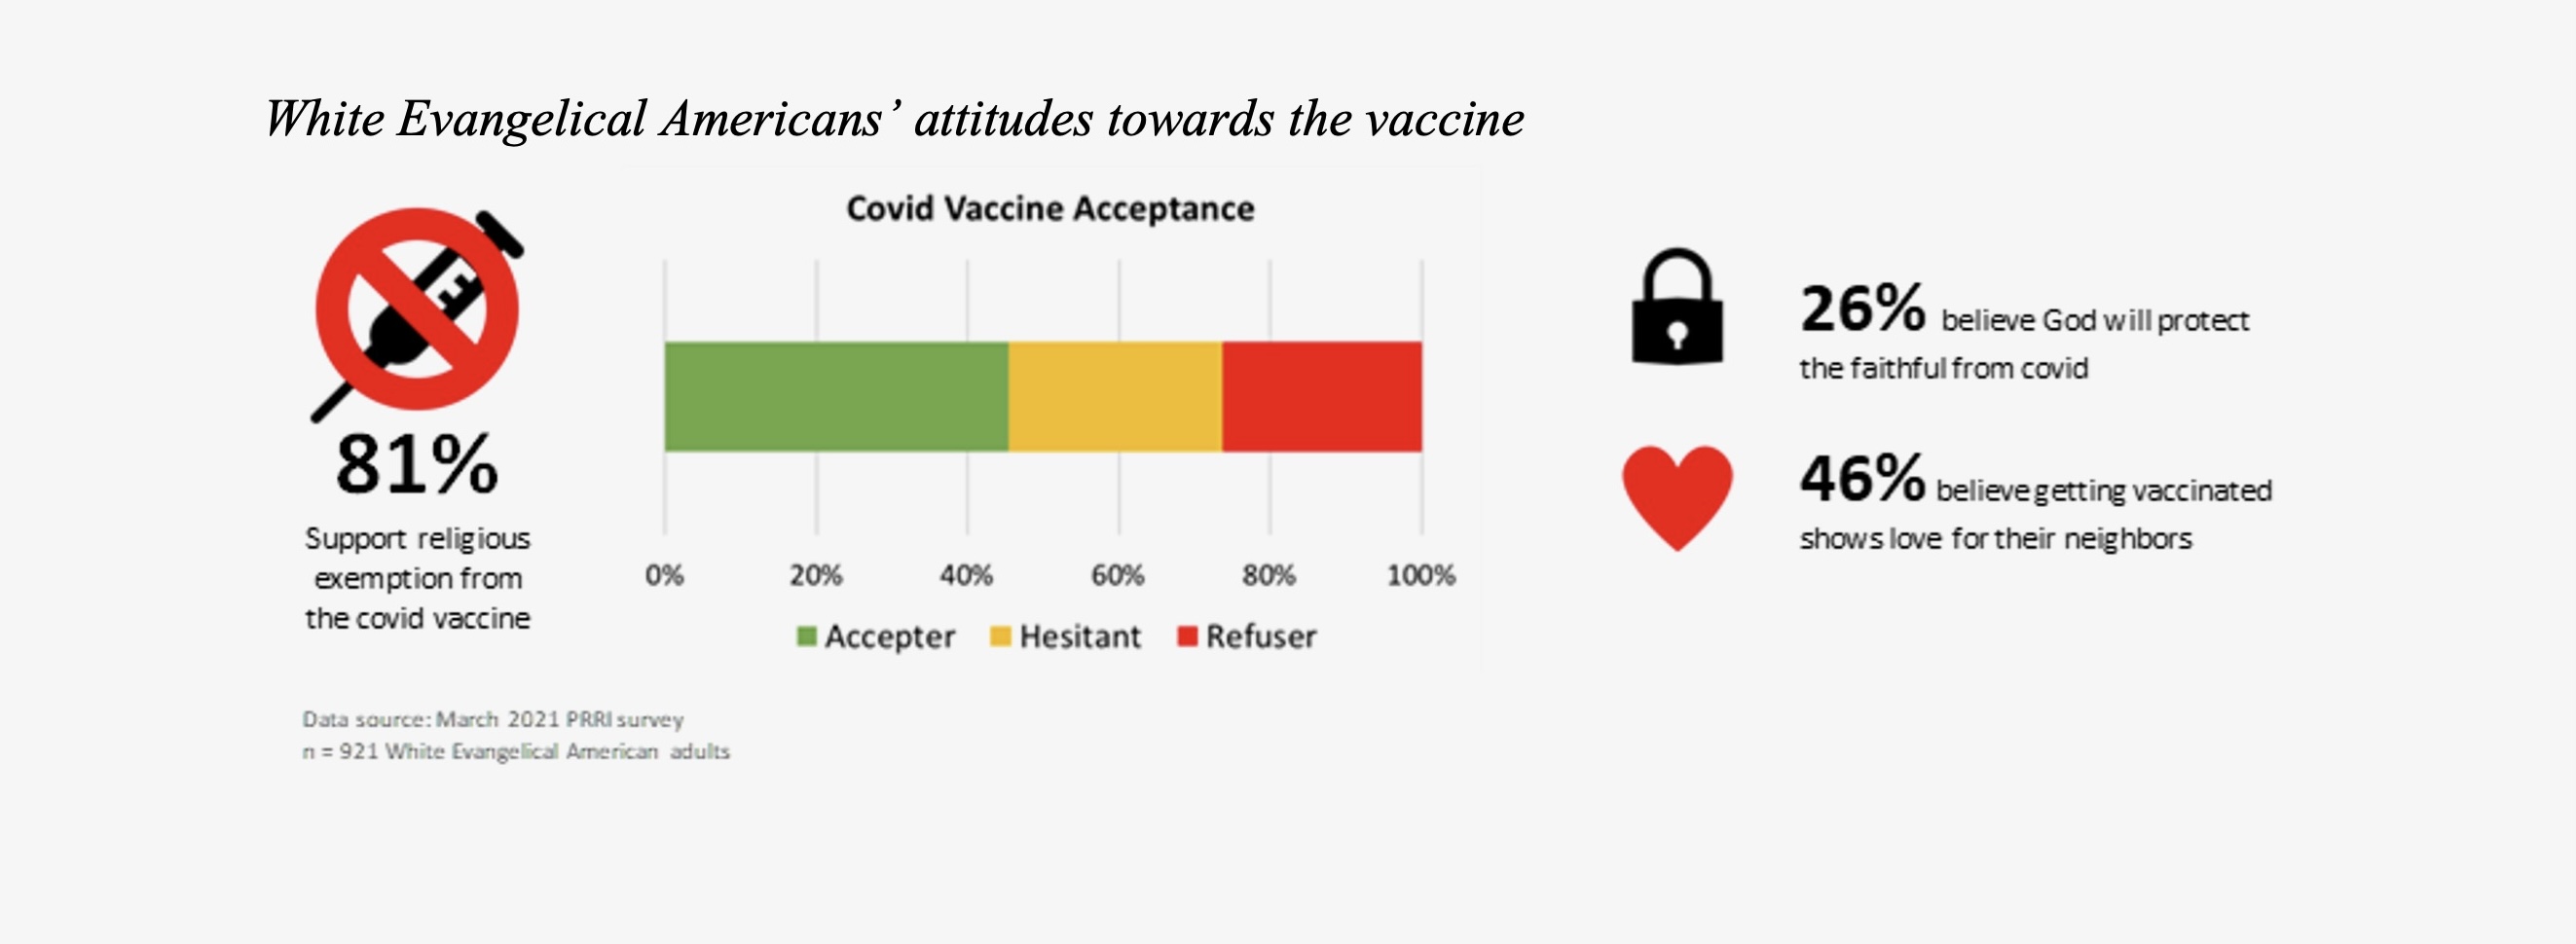 White Evangelical Americans’ attitudes towards the vaccine
81%
Support religious
exemption from
the covid vaccine
Covid Vaccine Acceptance
0% 20% 40% 60% 80% 100%
Accepter Hesitant Refuser
26% believe God will protect
the faithful from covid
46% believe getting vaccinated
shows love for their neighbors
Data source: March 2021 PRRI survey
n = 921 White Evangelical American adults